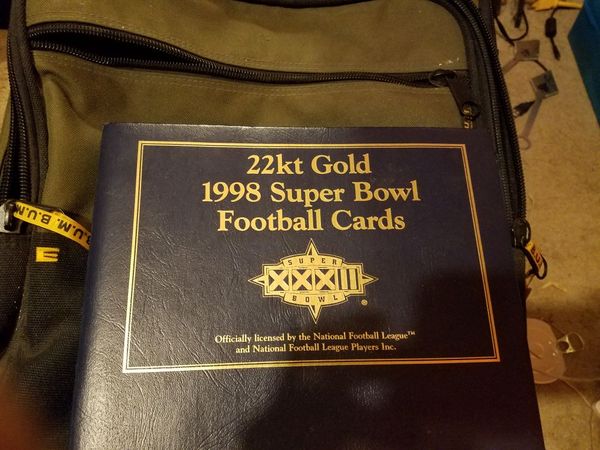 22kt Gold
1998 Super Bowl
Football Cards
SUPER
XXXII
BOWL
®
Officially licensed by the National Football League™
and National Football League Players Inc.
B.U.M. B.U.M